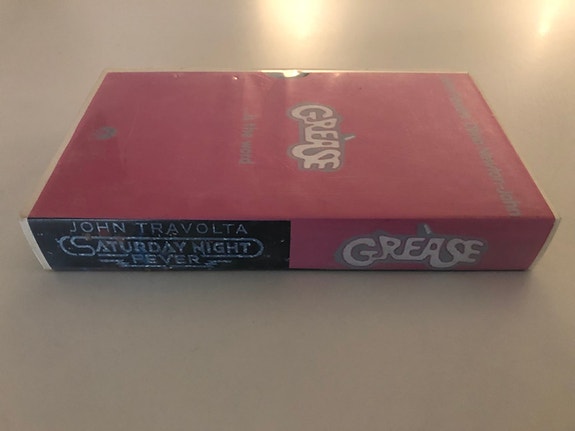 GREASE
is the word
JOHN TRAVOLTA
SATURDAY NIGHT
FEVER
GREASE